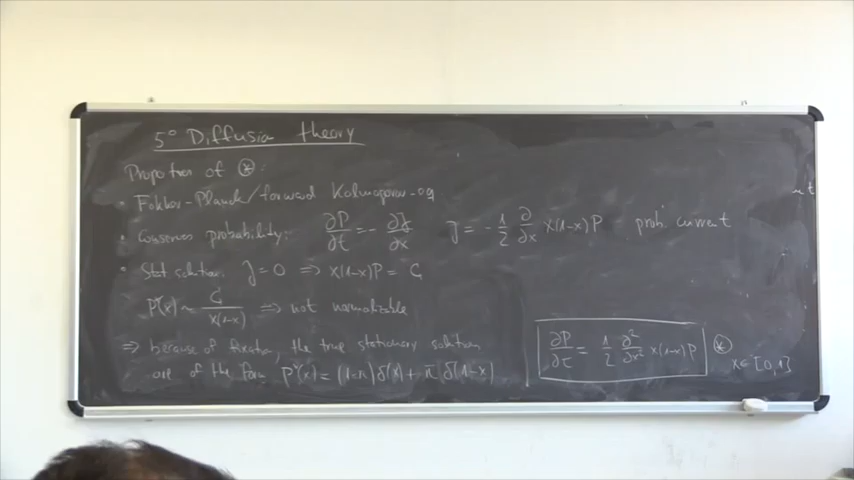 5° Diffusion theory
Properties of ⊛:
• Fokker-Planck/forward Kolmogorov-eq
• Conserves probability: ∂P/∂t = - ∂J/∂x   J = - 1/2 ∂/∂x x(1-x)P   prob. current
• Stat solution. J = 0 ⟹ x(1-x)P = C
P*(x) ~ C/x(1-x) ⟹ not normalizable
⟹ because of fixation, the true stationary solutions
are of the form P*(x) = (1-π)δ(x) + π δ(1-x)
∂P/∂τ = 1/2 ∂²/∂x² x(1-x)P ⊛
x∈[0,1]